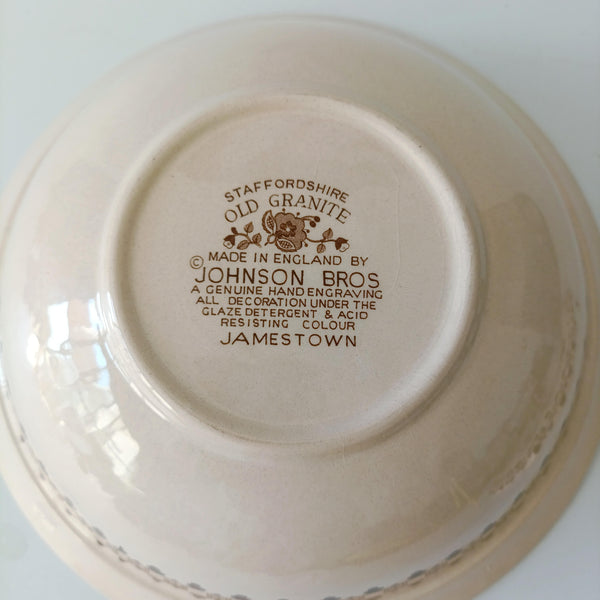 STAFFORDSHIRE
OLD GRANITE
© MADE IN ENGLAND BY
JOHNSON BROS
A GENUINE HAND ENGRAVING
ALL DECORATION UNDER THE
GLAZE DETERGENT & ACID
RESISTING COLOUR
JAMESTOWN